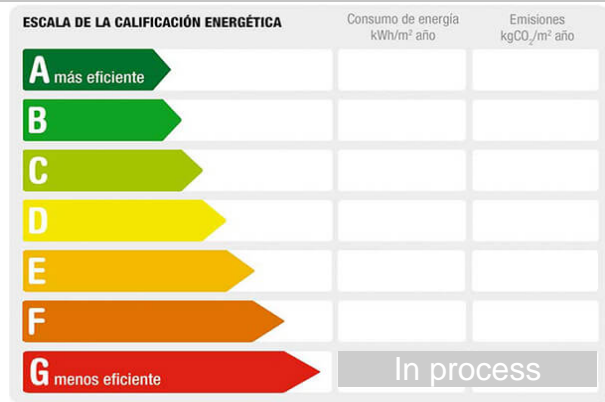 ESCALA DE LA CALIFICACIÓN ENERGÉTICA
Consumo de energía
kWh/m² año
Emisiones
kgCO₂/m² año
A más eficiente
B
C
D
E
F
G menos eficiente
In process